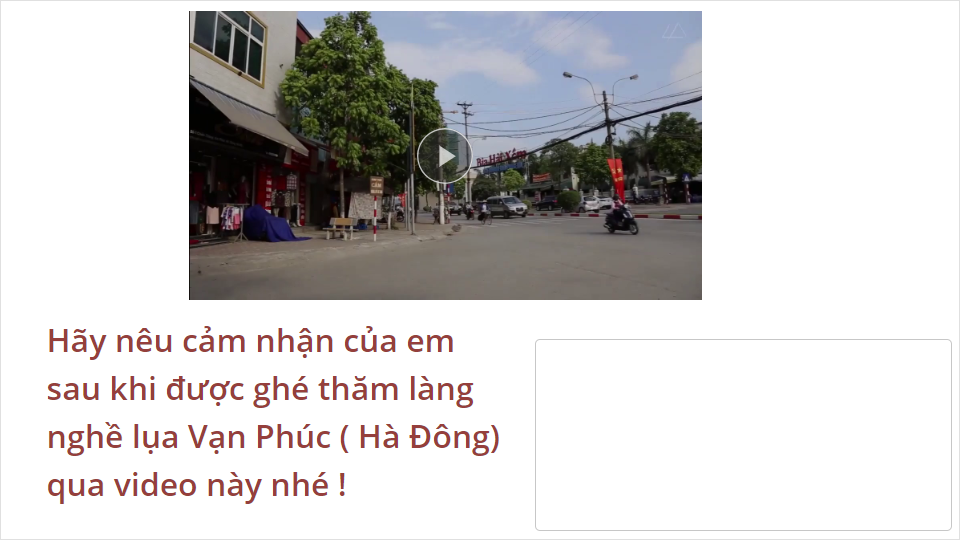 Hãy nêu cảm nhận của em
sau khi được ghé thăm làng
nghề lụa Vạn Phúc ( Hà Đông)
qua video này nhé !